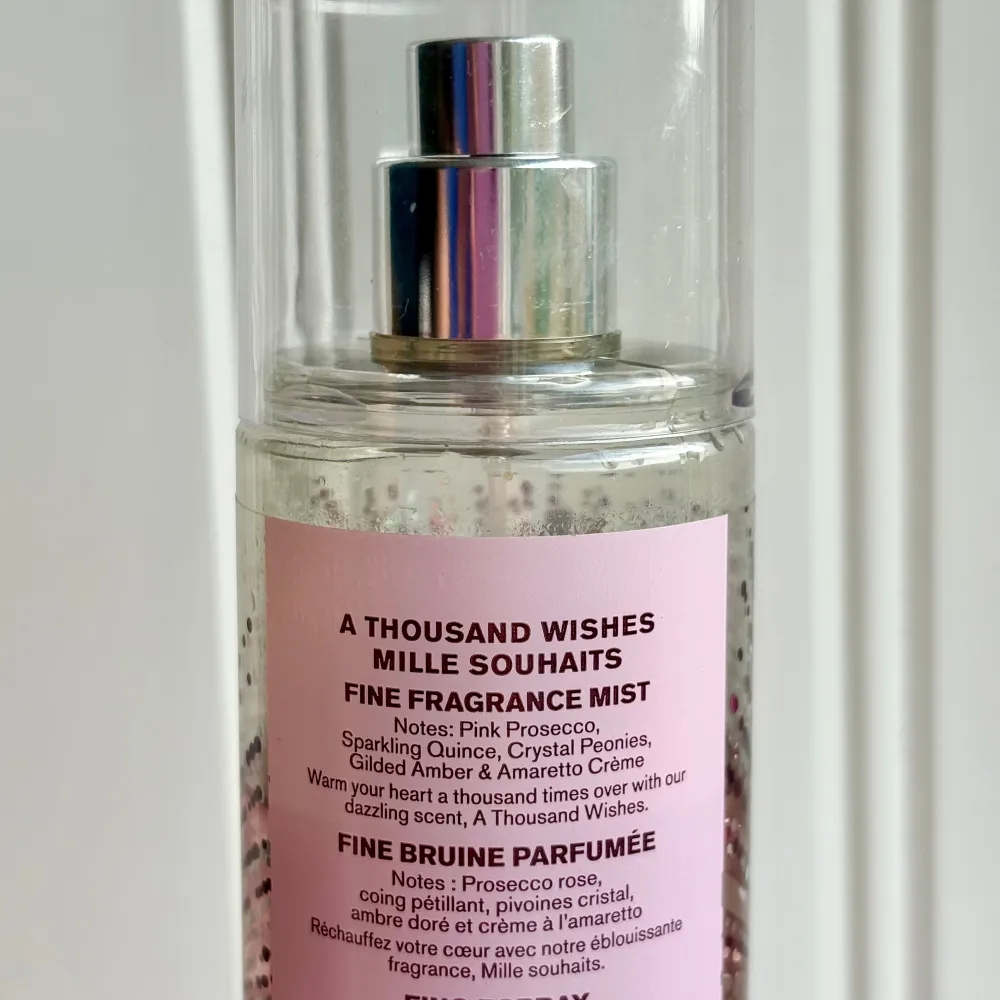 A THOUSAND WISHES
MILLE SOUHAITS
FINE FRAGRANCE MIST
Notes: Pink Prosecco,
Sparkling Quince, Crystal Peonies,
Gilded Amber & Amaretto Crème
Warm your heart a thousand times over with our
dazzling scent, A Thousand Wishes.
FINE BRUINE PARFUMÉE
Notes : Prosecco rose,
coing pétillant, pivoines cristal,
ambre doré et crème à l'amaretto
Réchauffez votre cœur avec notre éblouissante
fragrance, Mille souhaits.